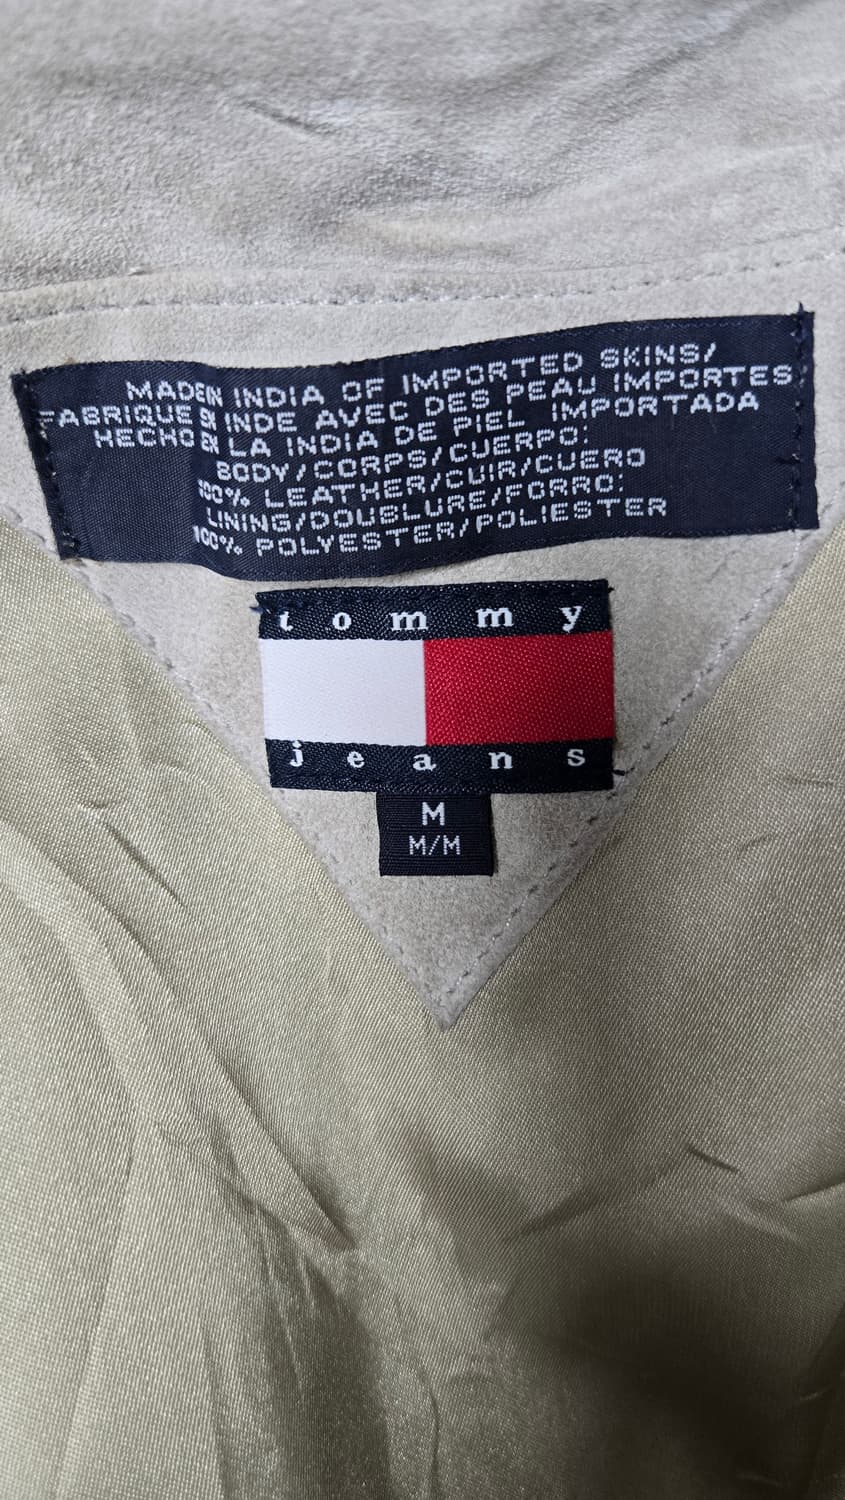 MADE IN INDIA OF IMPORTED SKINS/
FABRIQUE EN INDE AVEC DES PEAU IMPORTES
HECHO EN LA INDIA DE PIEL IMPORTADA
BODY/CORPS/CUERPO:
100% LEATHER/CUIR/CUERO
LINING/DOUBLURE/FORRO:
100% POLYESTER/POLIESTER
tommy
jeans
M
M/M